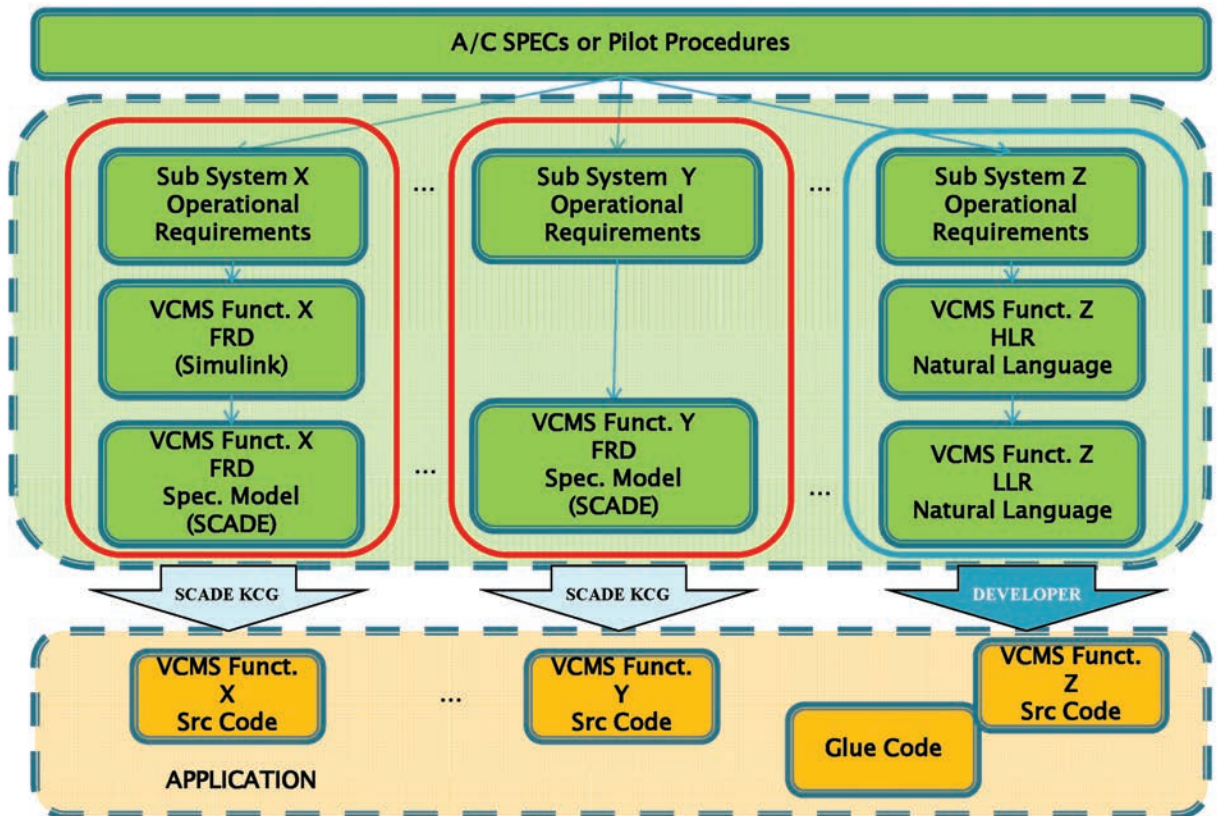 A/C SPECs or Pilot Procedures
Sub System X
Operational
Requirements
...
Sub System Y
Operational
Requirements
...
Sub System Z
Operational
Requirements
VCMS Funct. X
FRD
(Simulink)
VCMS Funct. Z
HLR
Natural Language
VCMS Funct. X
FRD
Spec. Model
(SCADE)
...
VCMS Funct. Y
FRD
Spec. Model
(SCADE)
...
VCMS Funct. Z
LLR
Natural Language
SCADE KCG
SCADE KCG
DEVELOPER
VCMS Funct.
X
Src Code
...
VCMS Funct.
Y
Src Code
VCMS Funct.
Z
Src Code
Glue Code
APPLICATION